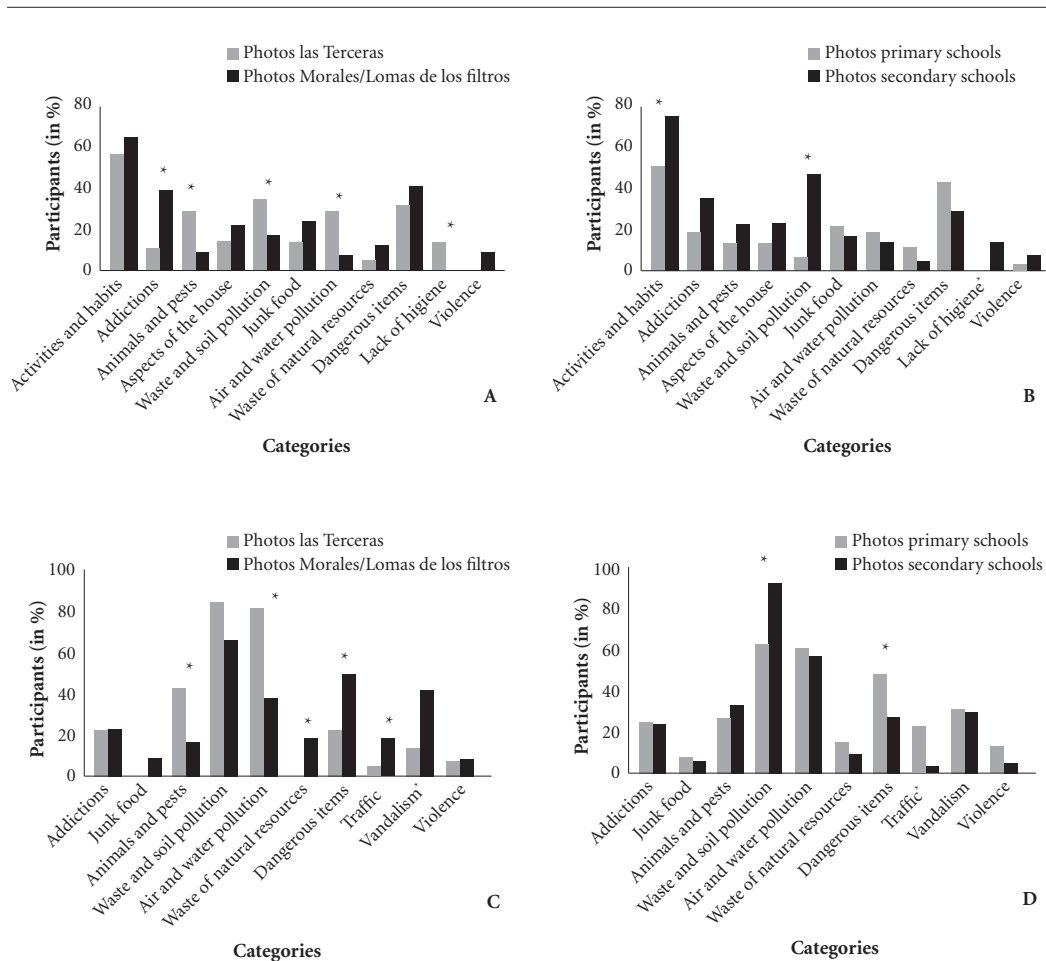 Photos las Terceras
Photos Morales/Lomas de los filtros
Participants (in %)
80
60
40
20
0
*
*
*
*
*
Activities and habits
Addictions
Animals and pests
Aspects of the house
Waste and soil pollution
Junk food
Air and water pollution
Waste of natural resources
Dangerous items
Lack of higiene
Violence
A
Categories
Photos primary schools
Photos secondary schools
Participants (in %)
80
60
40
20
0
*
*
Activities and habits
Addictions
Animals and pests
Aspects of the house
Waste and soil pollution
Junk food
Air and water pollution
Waste of natural resources
Dangerous items
Lack of higiene*
Violence
B
Categories
Photos las Terceras
Photos Morales/Lomas de los filtros
Participants (in %)
100
80
60
40
20
0
*
*
*
*
*
Addictions
Junk food
Animals and pests
Waste and soil pollution
Air and water pollution
Waste of natural resources
Dangerous items
Traffic
Vandalism*
Violence
C
Categories
Photos primary schools
Photos secondary schools
Participants (in %)
100
80
60
40
20
0
*
*
Addictions
Junk food
Animals and pests
Waste and soil pollution
Air and water pollution
Waste of natural resources
Dangerous items
Traffic*
Vandalism
Violence
D
Categories